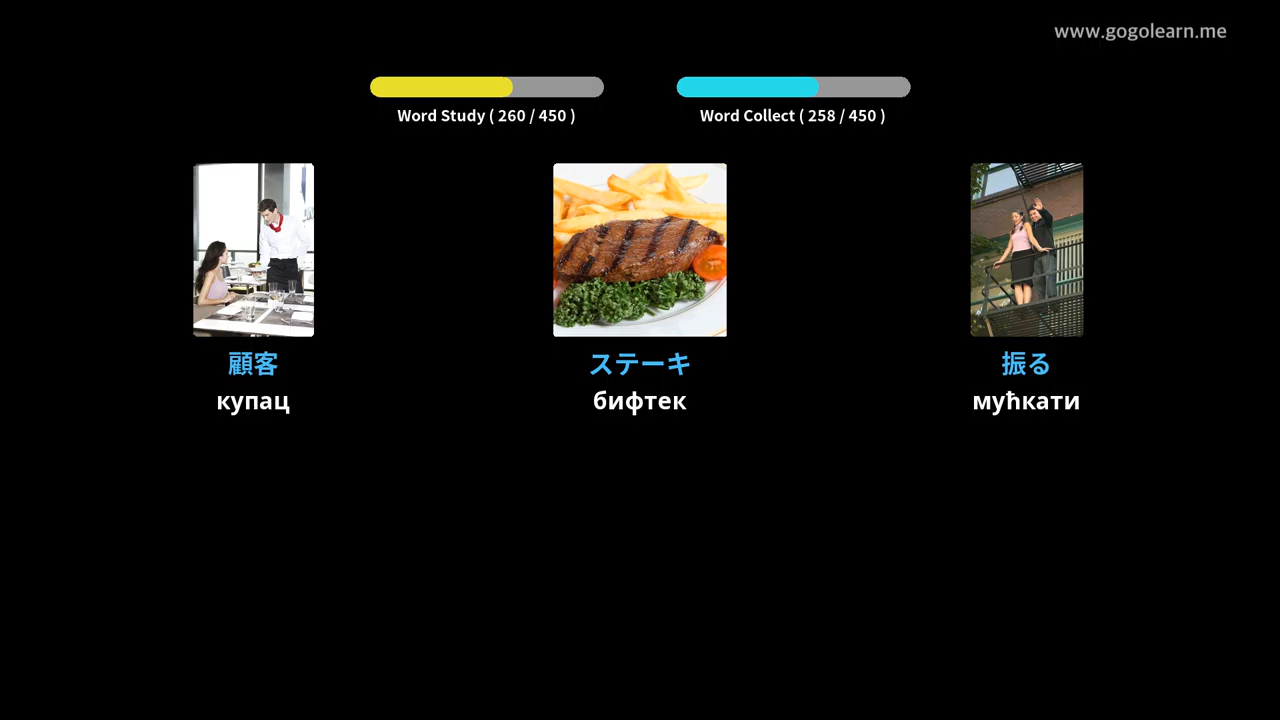 www.gogolearn.me
Word Study ( 260 / 450 )
Word Collect ( 258 / 450 )
顧客
ステーキ
振る
купац
бифтек
мућкати